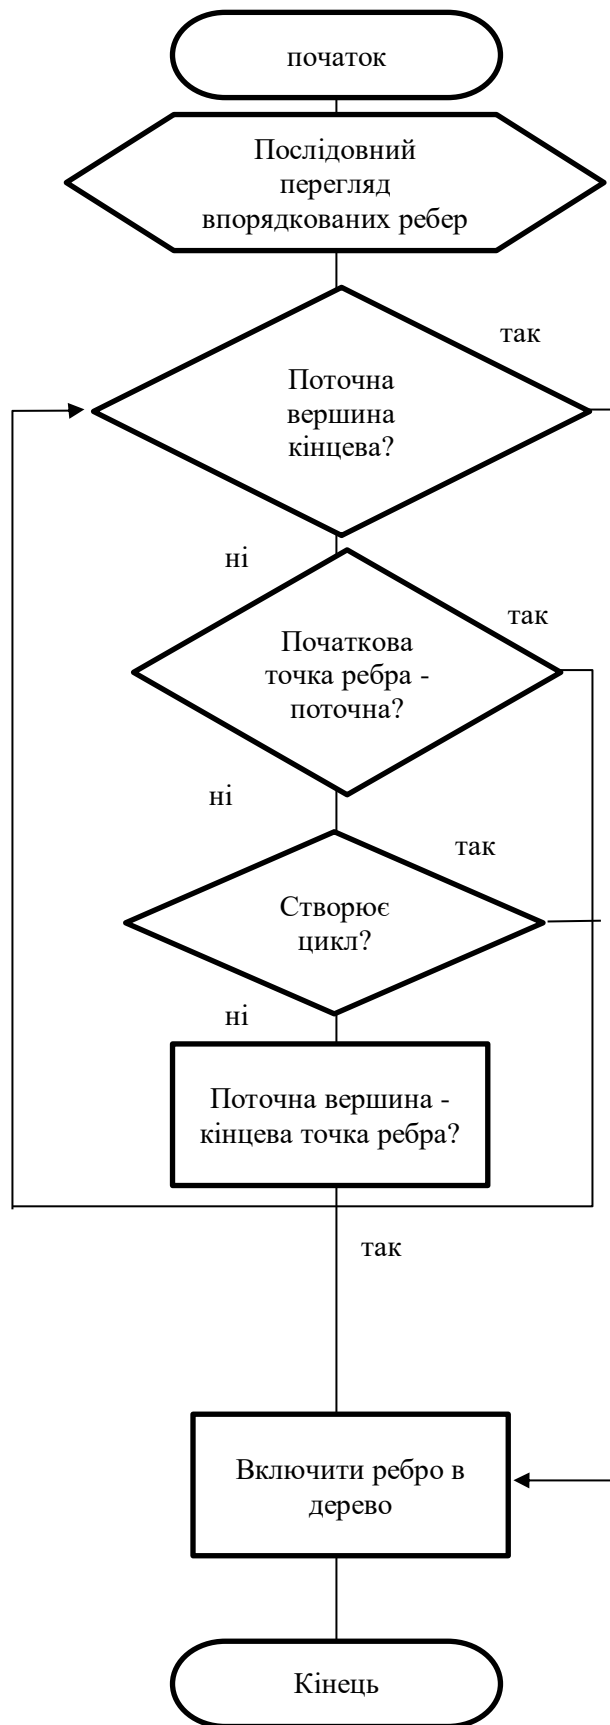 початок
Послідовний
перегляд
впорядкованих ребер
так
Поточна
вершина
кінцева?
ні
так
Початкова
точка ребра -
поточна?
ні
так
Створює
цикл?
ні
Поточна вершина -
кінцева точка ребра?
так
Включити ребро в
дерево
Кінець